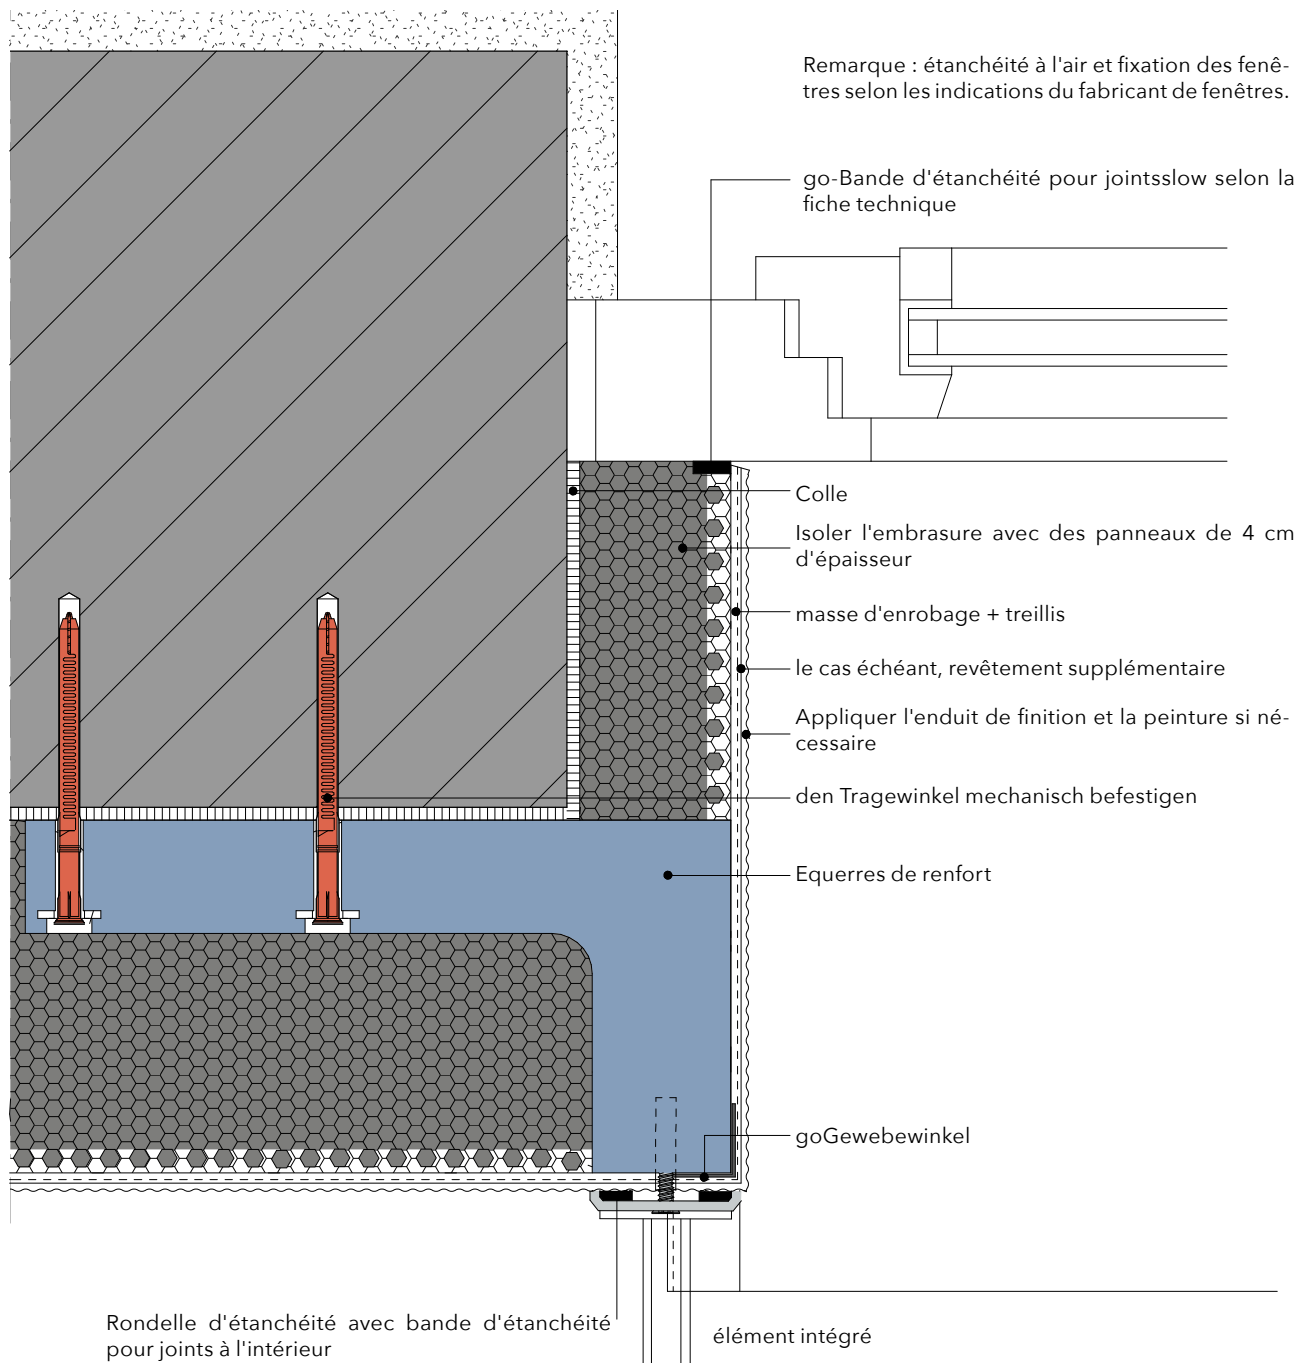 Remarque : étanchéité à l'air et fixation des fenê-
tres selon les indications du fabricant de fenêtres.
go-Bande d'étanchéité pour jointsslow selon la
fiche technique
Colle
Isoler l'embrasure avec des panneaux de 4 cm
d'épaisseur
masse d'enrobage + treillis
le cas échéant, revêtement supplémentaire
Appliquer l'enduit de finition et la peinture si né-
cessaire
den Tragewinkel mechanisch befestigen
Equerres de renfort
goGewebewinkel
Rondelle d'étanchéité avec bande d'étanchéité
pour joints à l'intérieur
élément intégré